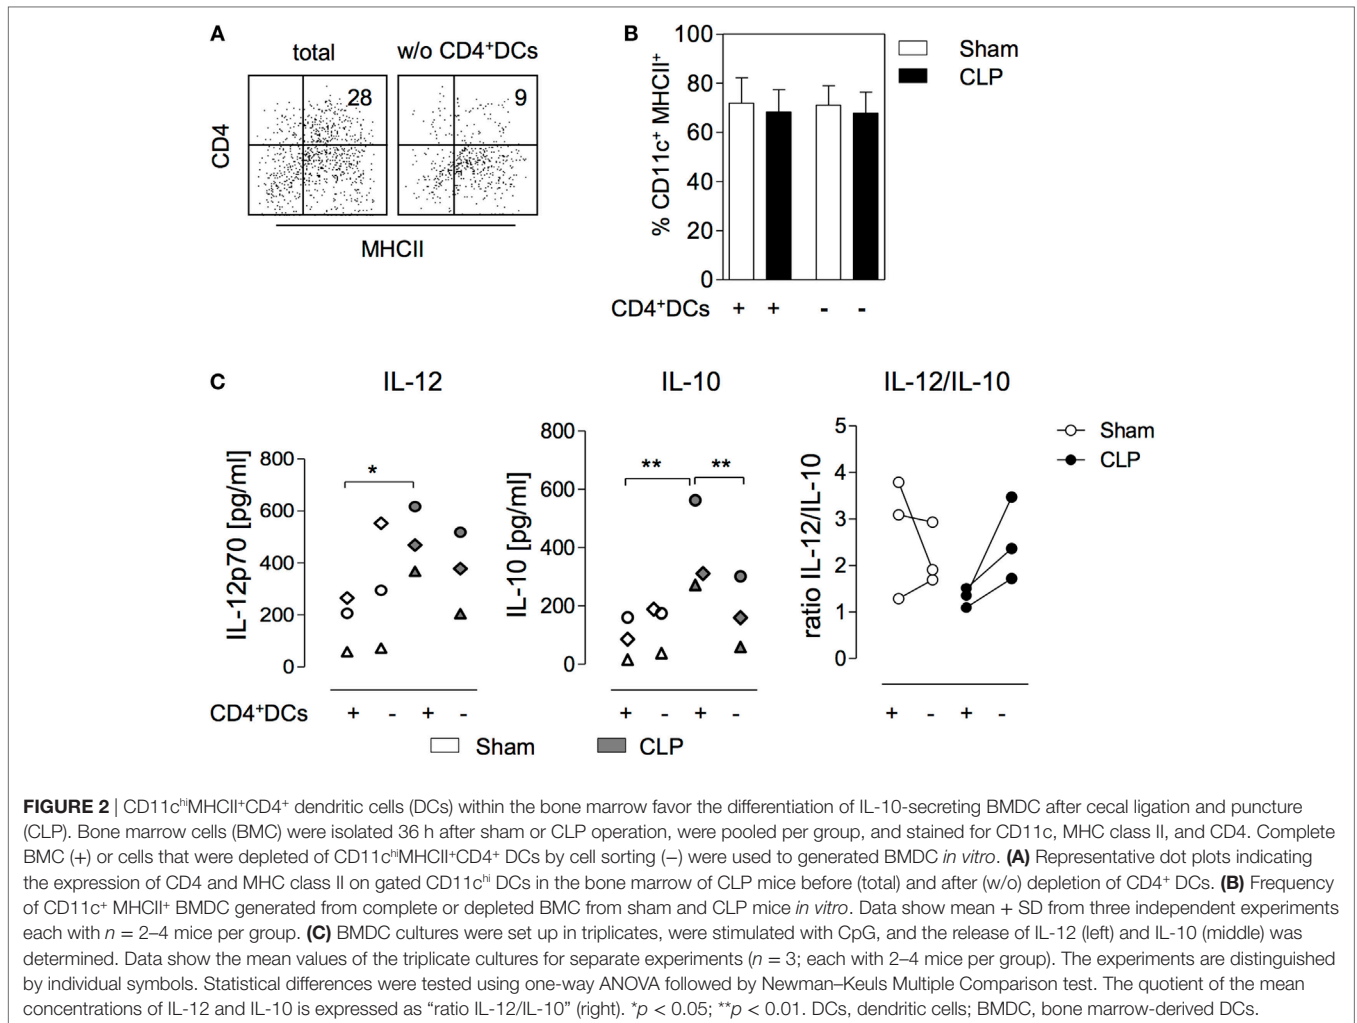 A
total
w/o CD4⁺DCs
28
9
CD4
MHCII
B
% CD11c⁺ MHCII⁺
100
80
60
40
20
0
Sham
CLP
CD4⁺DCs + + - -
C
IL-12
IL-12p70 [pg/ml]
800
600
400
200
0
*
IL-10
IL-10 [pg/ml]
800
600
400
200
0
** **
IL-12/IL-10
ratio IL-12/IL-10
5
4
3
2
1
0
Sham
CLP
CD4⁺DCs + - + - + - + - + - + -
Sham CLP
FIGURE 2 | CD11cʰⁱMHCII⁺CD4⁺ dendritic cells (DCs) within the bone marrow favor the differentiation of IL-10-secreting BMDC after cecal ligation and puncture
(CLP). Bone marrow cells (BMC) were isolated 36 h after sham or CLP operation, were pooled per group, and stained for CD11c, MHC class II, and CD4. Complete
BMC (+) or cells that were depleted of CD11cʰⁱMHCII⁺CD4⁺ DCs by cell sorting (−) were used to generated BMDC in vitro. (A) Representative dot plots indicating
the expression of CD4 and MHC class II on gated CD11cʰⁱ DCs in the bone marrow of CLP mice before (total) and after (w/o) depletion of CD4⁺ DCs. (B) Frequency
of CD11c⁺ MHCII⁺ BMDC generated from complete or depleted BMC from sham and CLP mice in vitro. Data show mean + SD from three independent experiments
each with n = 2–4 mice per group. (C) BMDC cultures were set up in triplicates, were stimulated with CpG, and the release of IL-12 (left) and IL-10 (middle) was
determined. Data show the mean values of the triplicate cultures for separate experiments (n = 3; each with 2–4 mice per group). The experiments are distinguished
by individual symbols. Statistical differences were tested using one-way ANOVA followed by Newman–Keuls Multiple Comparison test. The quotient of the mean
concentrations of IL-12 and IL-10 is expressed as “ratio IL-12/IL-10” (right). *p < 0.05; **p < 0.01. DCs, dendritic cells; BMDC, bone marrow-derived DCs.